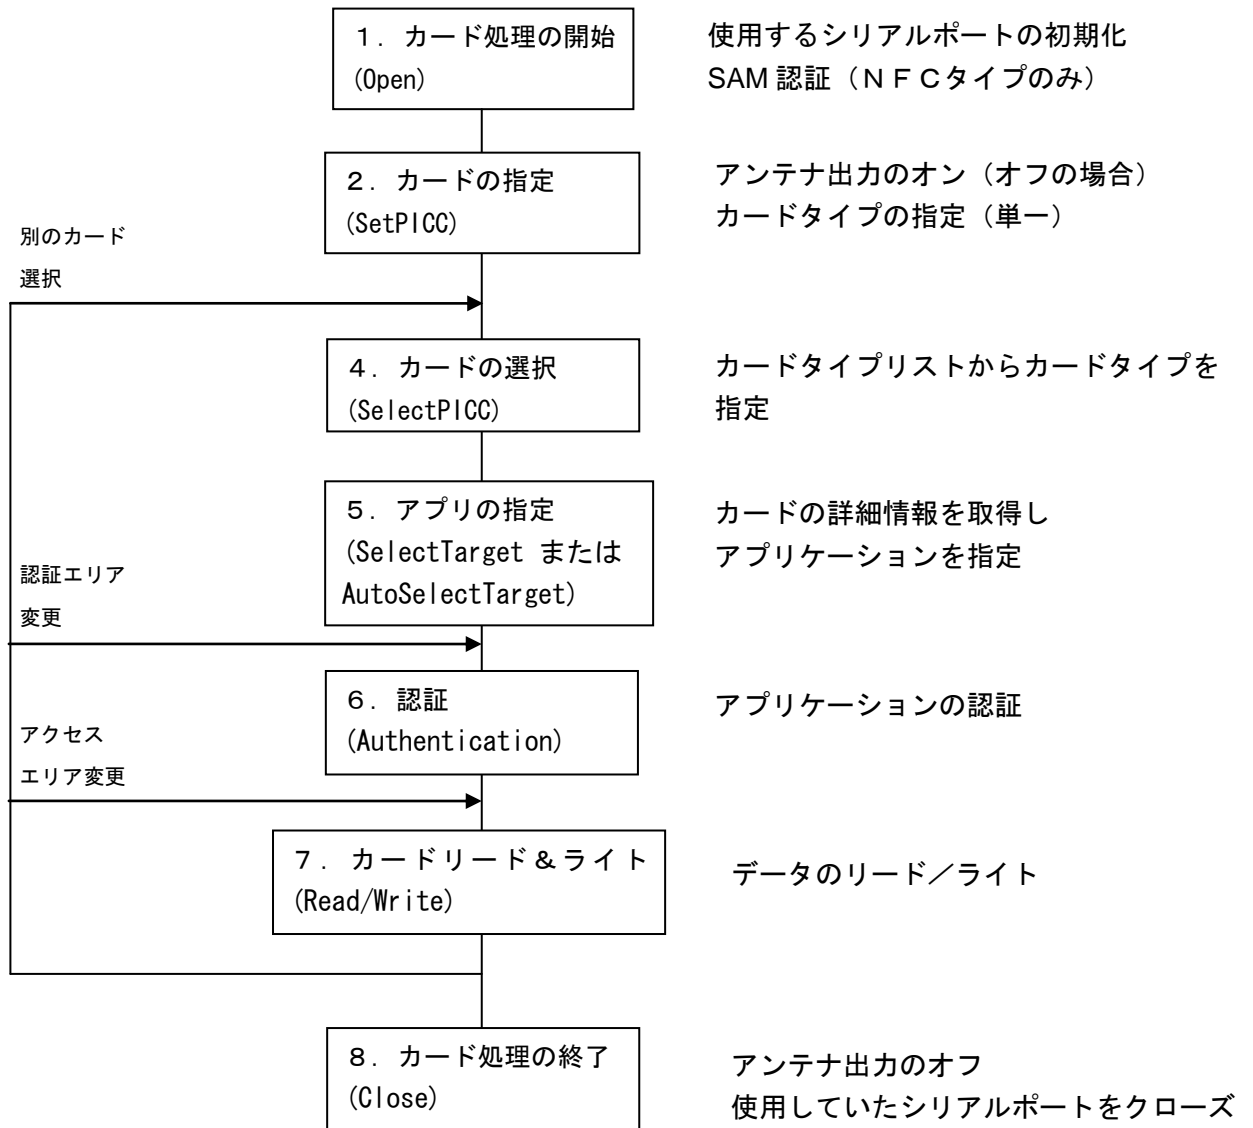 １．カード処理の開始
(Open)
使用するシリアルポートの初期化
SAM 認証（ＮＦＣタイプのみ）
２．カードの指定
(SetPICC)
アンテナ出力のオン（オフの場合）
カードタイプの指定（単一）
別のカード
選択
４．カードの選択
(SelectPICC)
カードタイプリストからカードタイプを
指定
５．アプリの指定
(SelectTarget または
AutoSelectTarget)
カードの詳細情報を取得し
アプリケーションを指定
認証エリア
変更
６．認証
(Authentication)
アプリケーションの認証
アクセス
エリア変更
７．カードリード＆ライト
(Read/Write)
データのリード／ライト
８．カード処理の終了
(Close)
アンテナ出力のオフ
使用していたシリアルポートをクローズ